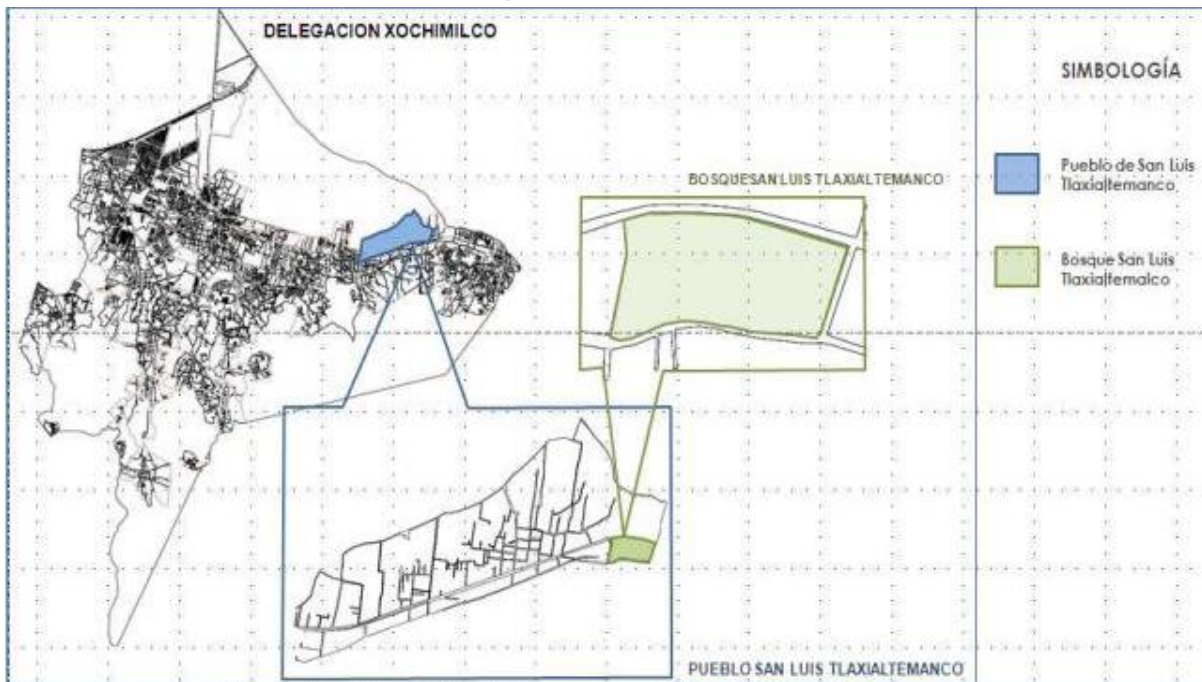 DELEGACION XOCHIMILCO
SIMBOLOGÍA
Pueblo de San Luis
Tlaxialtemanco
BOSQUESAN LUIS TLAXIALTEMANCO
Bosque San Luis
Tlaxialtemalco
PUEBLO SAN LUIS TLAXIALTEMANCO